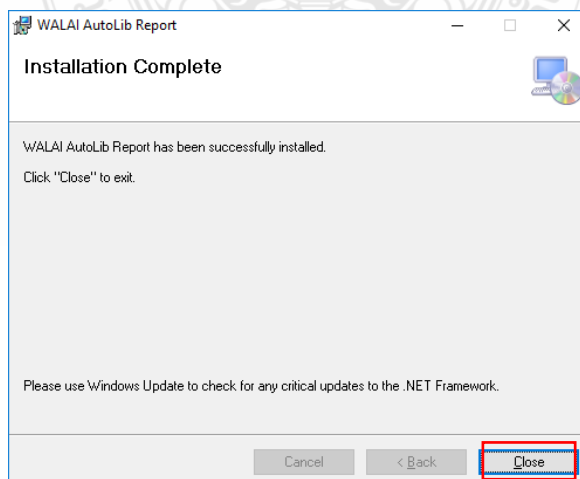 WALAI AutoLib Report
Installation Complete
WALAI AutoLib Report has been successfully installed.
Click "Close" to exit.
Please use Windows Update to check for any critical updates to the .NET Framework.
Cancel < Back Close